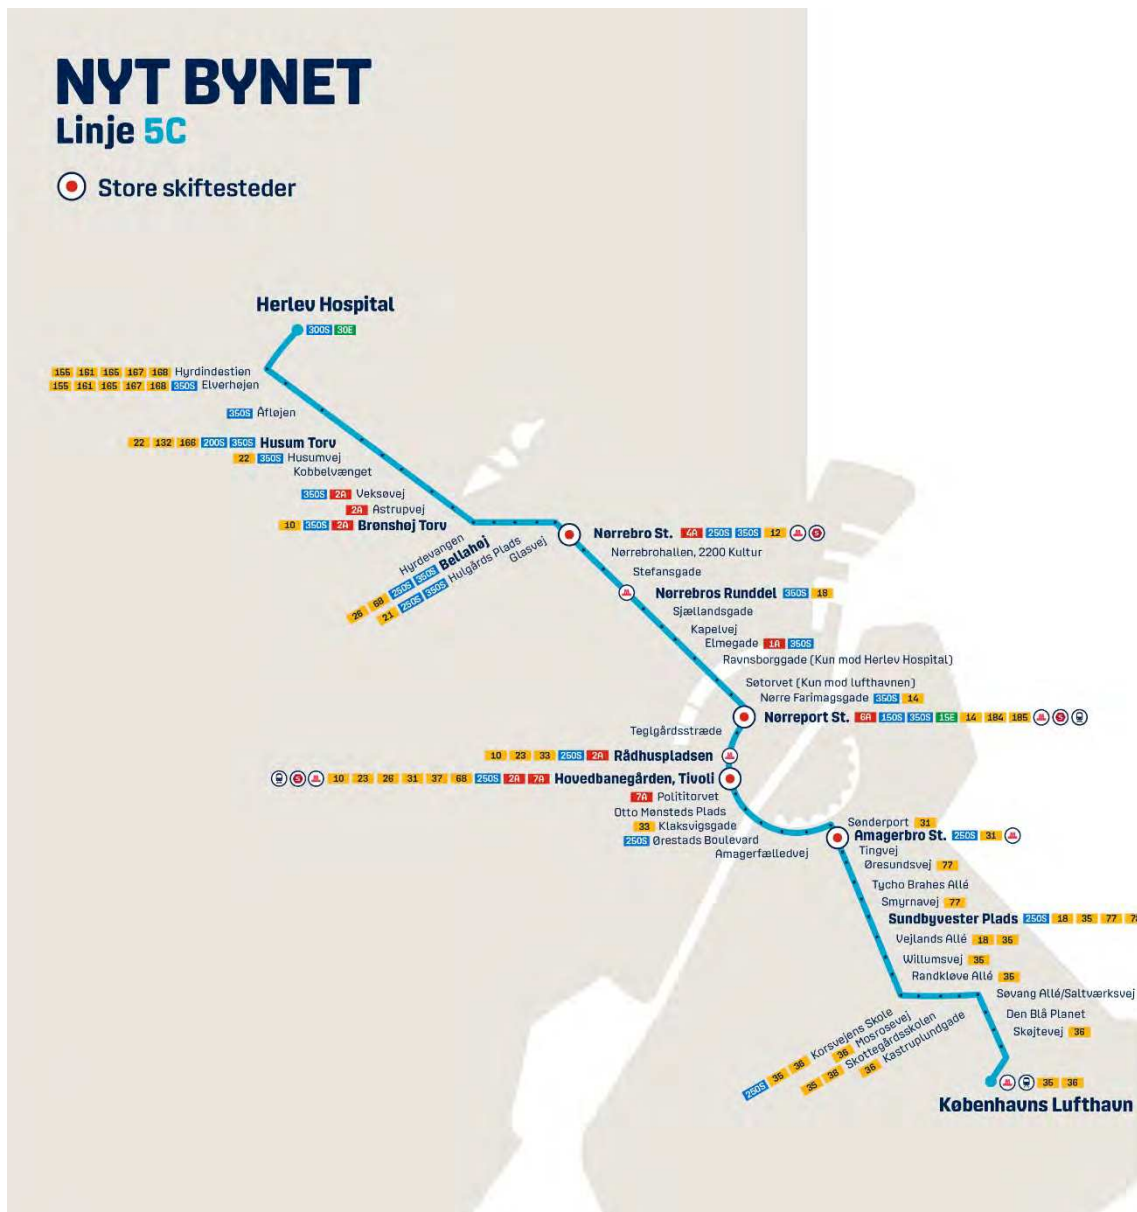 NYT BYNET
Linje 5C
Store skiftesteder
Herlev Hospital
300S 30E
155 161 165 167 168 Hyrdindestien
155 161 165 167 168 350S Elverhøjen
350S Åfløjen
22 132 166 200S 350S Husum Torv
22 350S Husumvej
Kobbelvænget
350S 2A Veksøvej
2A Astrupvej
10 350S 2A Brønshøj Torv
Hyrdevangen
26 68 250S 350S Bellahøj
21 250S 350S Hulgårds Plads
Glasvej
Nørrebro St. 4A 250S 350S 12 S
Nørrebrohallen, 2200 Kultur
Stefansgade
Nørrebros Runddel 350S 18
Sjællandsgade
Kapelvej
Elmegade 1A 350S
Ravnsborggade (Kun mod Herlev Hospital)
Søtorvet (Kun mod lufthavnen)
Nørre Farimagsgade 350S 14
Nørreport St. 6A 150S 350S 15E 14 184 185 S
Teglgårdsstræde
10 23 33 250S 2A Rådhuspladsen
S 10 23 26 31 37 68 250S 2A 7A Hovedbanegården, Tivoli
7A Polititorvet
Otto Mønsteds Plads
33 Klaksvigsgade
250S Ørestads Boulevard
Amagerfælledvej
Sønderport 31
Amagerbro St. 250S 31
Tingvej
Øresundsvej 77
Tycho Brahes Allé
Smyrnavej 77
Sundbyvester Plads 250S 18 35 77 78
Vejlands Allé 18 35
Willumsvej 35
Randkløve Allé 35
250S 35 36 Korsvejens Skole
36 Mosrosevej
35 36 Skottegårdsskolen
36 Kastruplundgade
Søvang Allé/Saltværksvej
Den Blå Planet
Skøjtevej 36
35 36
Københavns Lufthavn